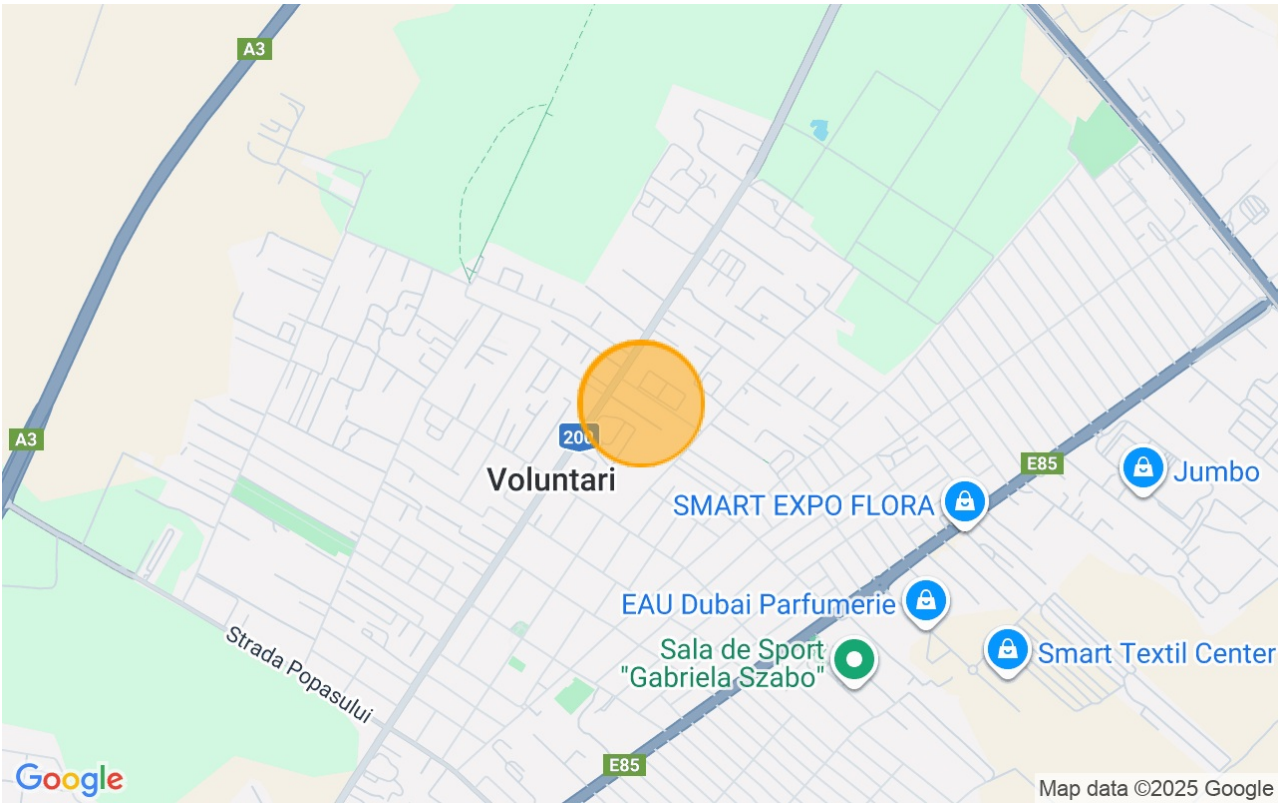 A3
200
A3
Voluntari
E85
Jumbo
SMART EXPO FLORA
EAU Dubai Parfumerie
Sala de Sport
"Gabriela Szabo"
Smart Textil Center
Strada Popasului
E85
Google
Map data ©2025 Google